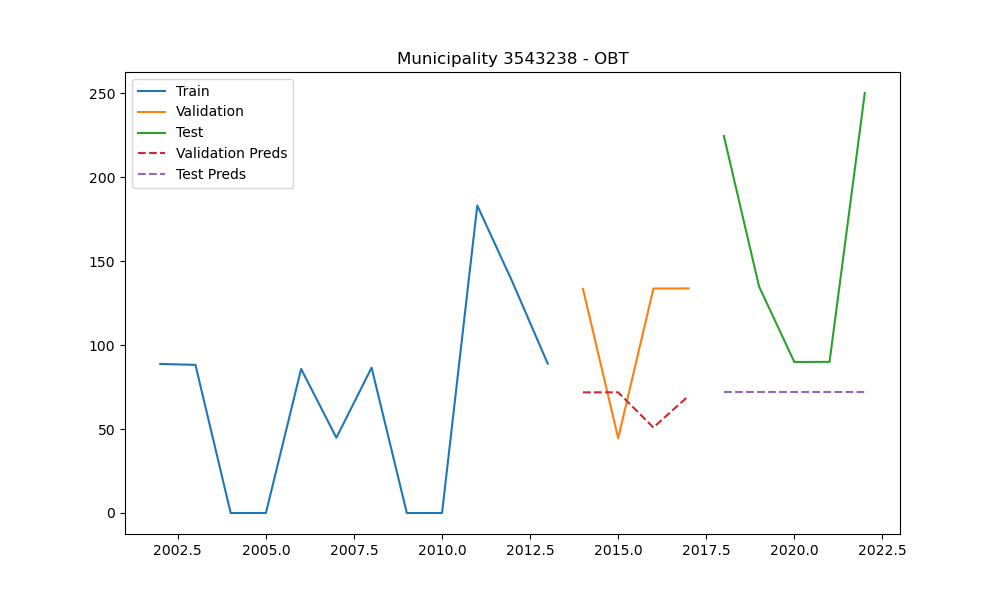 Municipality 3543238 - OBT
Train
Validation
Test
Validation Preds
Test Preds
250
200
150
100
50
0
2002.5 2005.0 2007.5 2010.0 2012.5 2015.0 2017.5 2020.0 2022.5